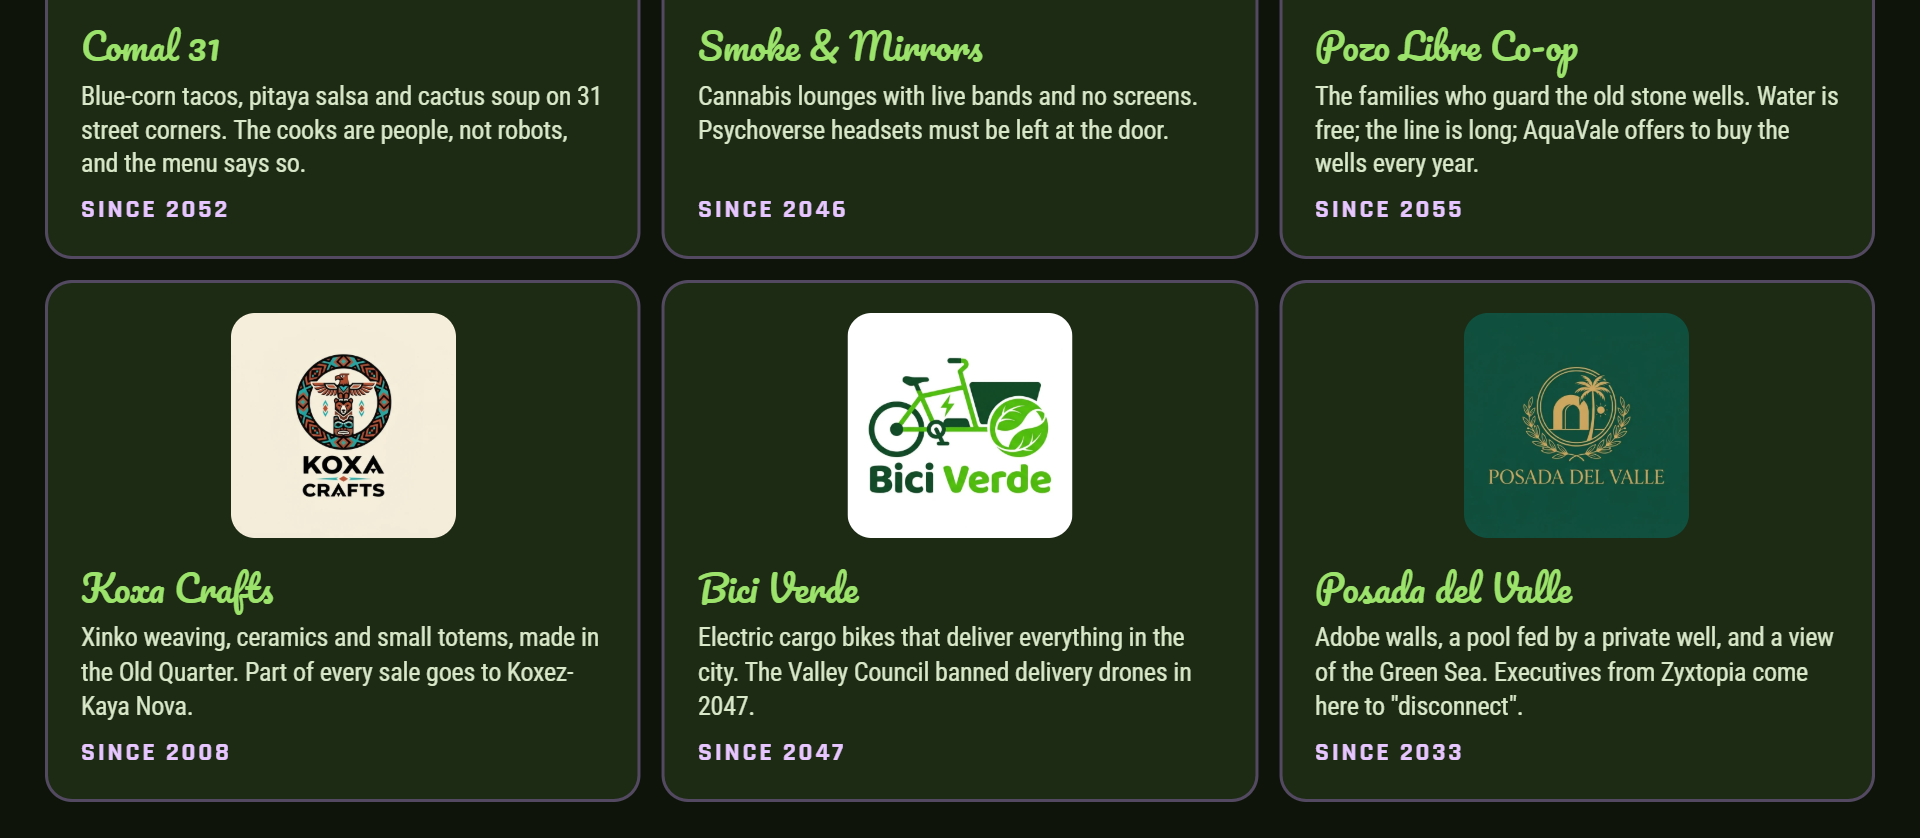 Comal 31
Blue-corn tacos, pitaya salsa and cactus soup on 31
street corners. The cooks are people, not robots,
and the menu says so.
SINCE 2052
Smoke & Mirrors
Cannabis lounges with live bands and no screens.
Psychoverse headsets must be left at the door.
SINCE 2046
Pozo Libre Co-op
The families who guard the old stone wells. Water is
free; the line is long; AquaVale offers to buy the
wells every year.
SINCE 2055
KOXA
CRAFTS
Koxa Crafts
Xinko weaving, ceramics and small totems, made in
the Old Quarter. Part of every sale goes to Koxez-
Kaya Nova.
SINCE 2008
Bici Verde
Bici Verde
Electric cargo bikes that deliver everything in the
city. The Valley Council banned delivery drones in
2047.
SINCE 2047
POSADA DEL VALLE
Posada del Valle
Adobe walls, a pool fed by a private well, and a view
of the Green Sea. Executives from Zyxtopia come
here to "disconnect".
SINCE 2033